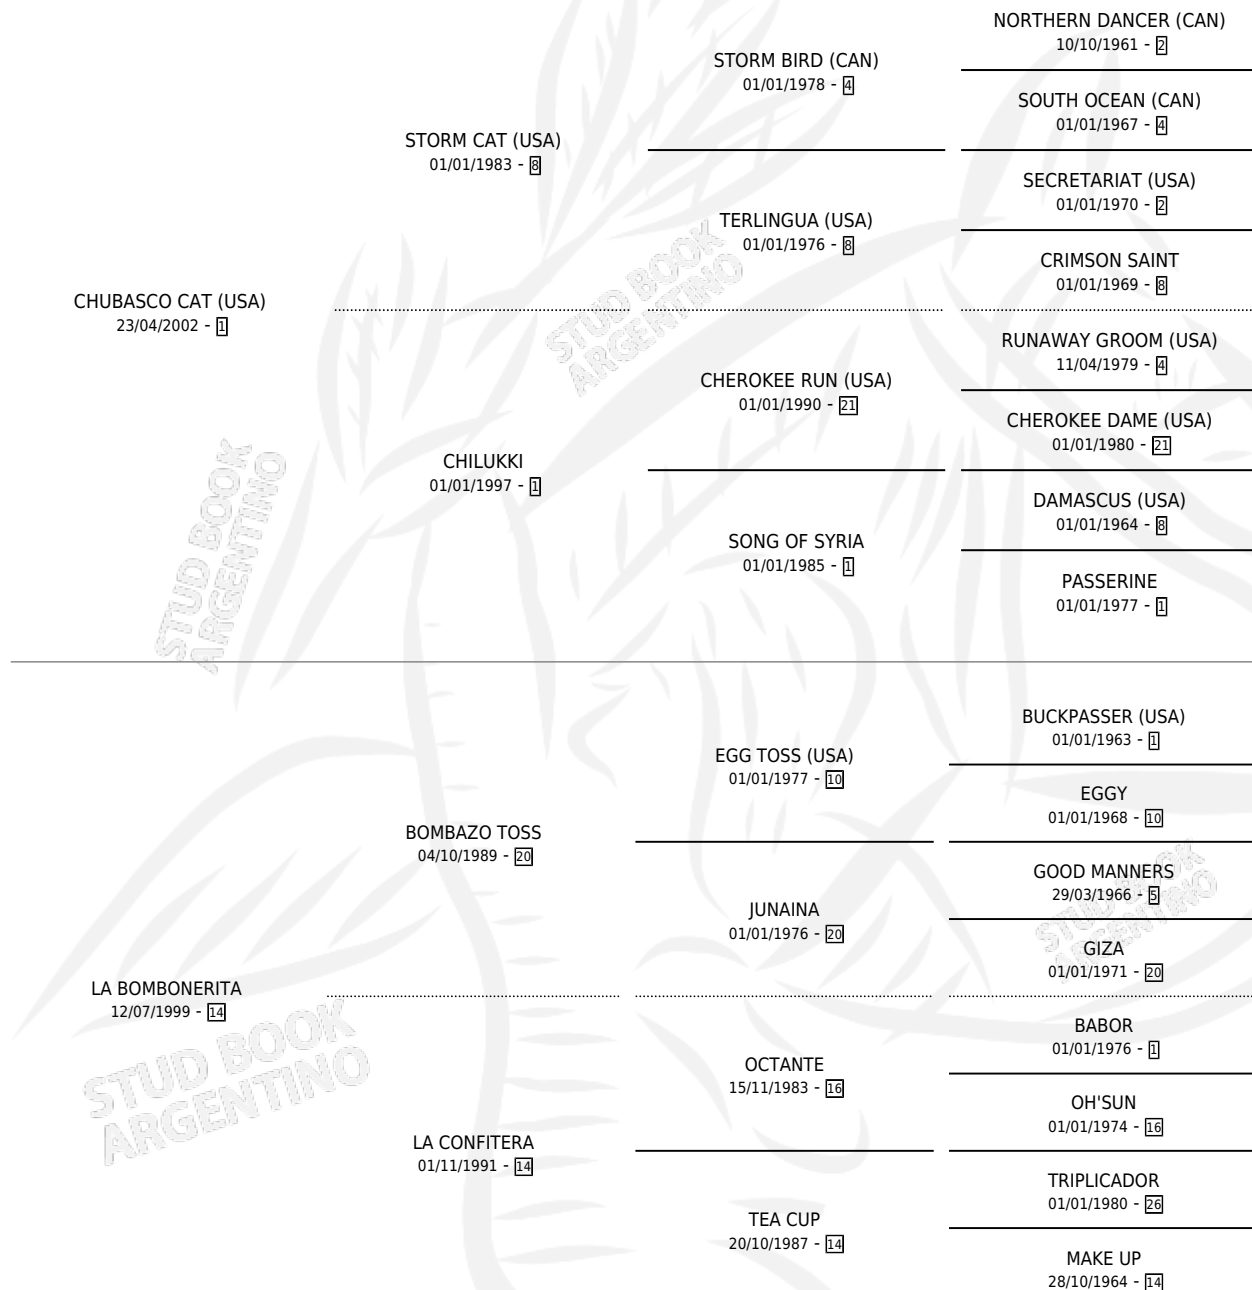 NORTHERN DANCER (CAN)
10/10/1961 - 2
STORM BIRD (CAN)
01/01/1978 - 4
SOUTH OCEAN (CAN)
01/01/1967 - 4
STORM CAT (USA)
01/01/1983 - 8
SECRETARIAT (USA)
01/01/1970 - 2
TERLINGUA (USA)
01/01/1976 - 8
CRIMSON SAINT
01/01/1969 - 8
CHUBASCO CAT (USA)
23/04/2002 - 1
RUNAWAY GROOM (USA)
11/04/1979 - 4
CHEROKEE RUN (USA)
01/01/1990 - 21
CHEROKEE DAME (USA)
01/01/1980 - 21
CHILUKKI
01/01/1997 - 1
DAMASCUS (USA)
01/01/1964 - 8
SONG OF SYRIA
01/01/1985 - 1
PASSERINE
01/01/1977 - 1
BUCKPASSER (USA)
01/01/1963 - 1
EGG TOSS (USA)
01/01/1977 - 10
EGGY
01/01/1968 - 10
BOMBAZO TOSS
04/10/1989 - 20
GOOD MANNERS
29/03/1966 - 5
JUNAINA
01/01/1976 - 20
GIZA
01/01/1971 - 20
LA BOMBONERITA
12/07/1999 - 14
BABOR
01/01/1976 - 1
OCTANTE
15/11/1983 - 16
OH'SUN
01/01/1974 - 16
LA CONFITERA
01/11/1991 - 14
TRIPLICADOR
01/01/1980 - 26
TEA CUP
20/10/1987 - 14
MAKE UP
28/10/1964 - 14
STUD BOOK
ARGENTINO
STUD BOOK
ARGENTINO
STUD BOOK
ARGENTINO
STUD BOOK
ARGENTINO